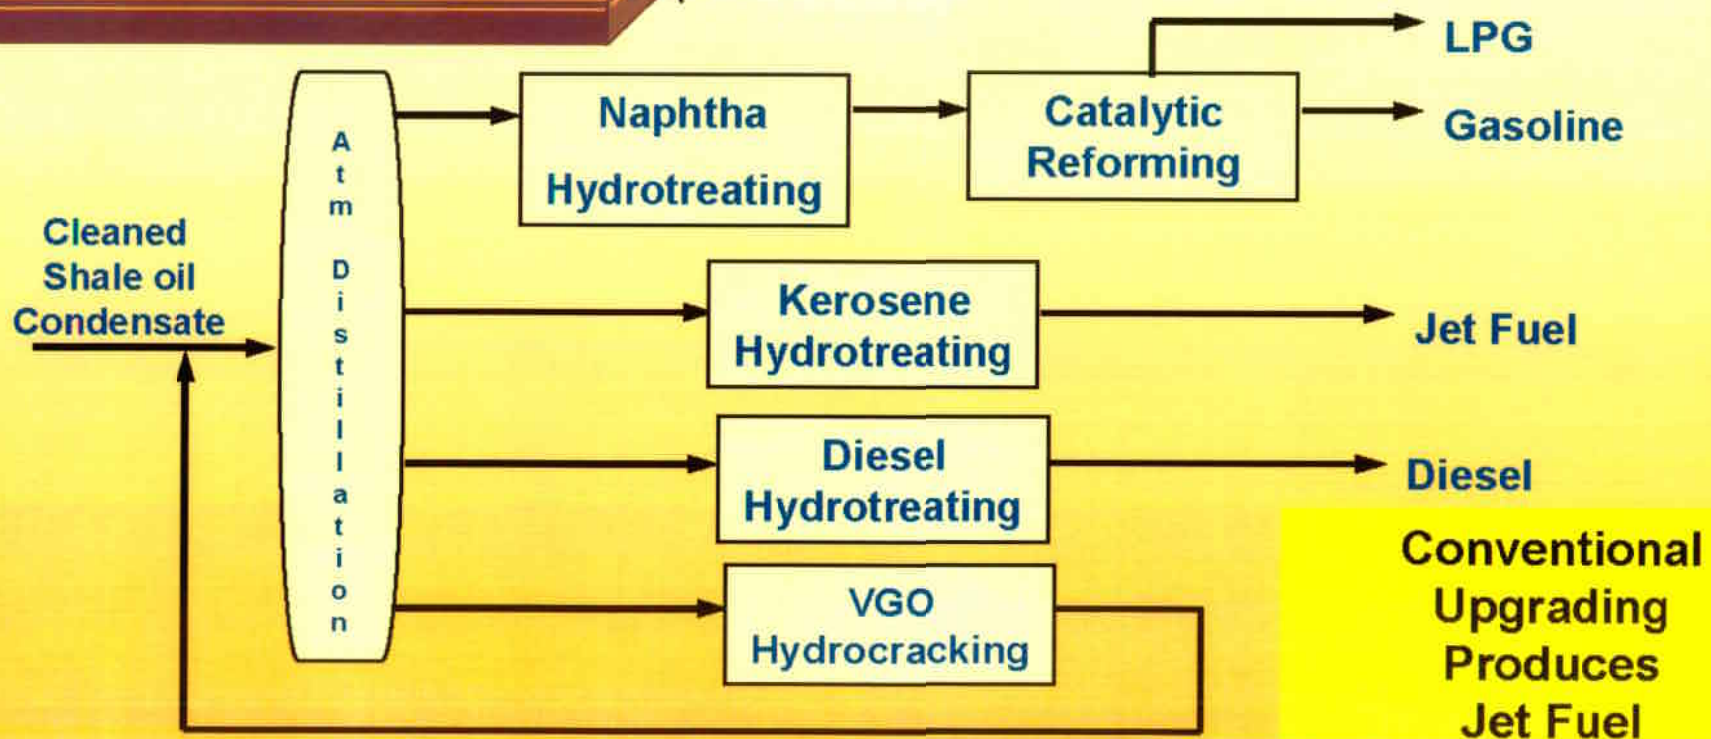 LPG
Naphtha
Hydrotreating
Catalytic
Reforming
Gasoline
Atm Distillation
Cleaned
Shale oil
Condensate
Kerosene
Hydrotreating
Jet Fuel
Diesel
Hydrotreating
Diesel
VGO
Hydrocracking
Conventional
Upgrading
Produces
Jet Fuel